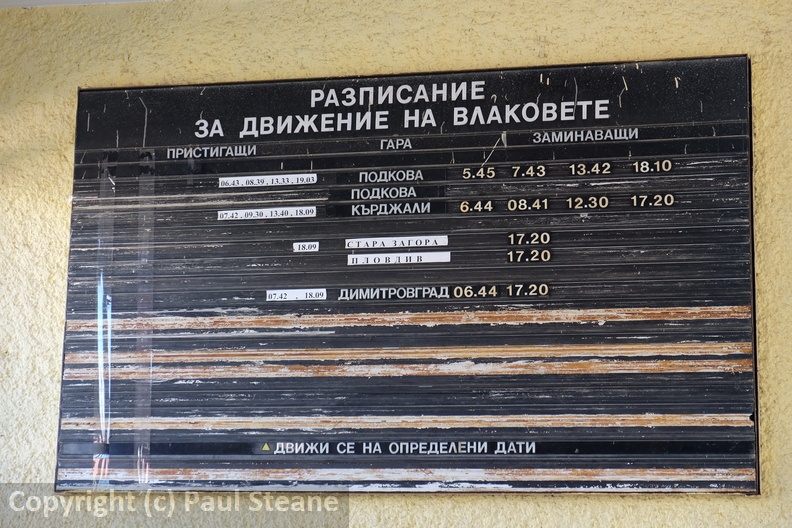 РАЗПИСАНИЕ
ЗА ДВИЖЕНИЕ НА ВЛАКОВЕТЕ
ПРИСТИГАЩИ ГАРА ЗАМИНАВАЩИ
06.43 , 08.39 , 13.33 , 19.03 ПОДКОВА 5.45 7.43 13.42 18.10
ПОДКОВА
07.42 , 09.30 , 13.40 , 18.09 КЪРДЖАЛИ 6.44 08.41 12.30 17.20
18.09 СТАРА ЗАГОРА 17.20
ПЛОВДИВ 17.20
07.42 , 18.09 ДИМИТРОВГРАД 06.44 17.20
ДВИЖИ СЕ НА ОПРЕДЕЛЕНИ ДАТИ
Copyright (c) Paul Steane